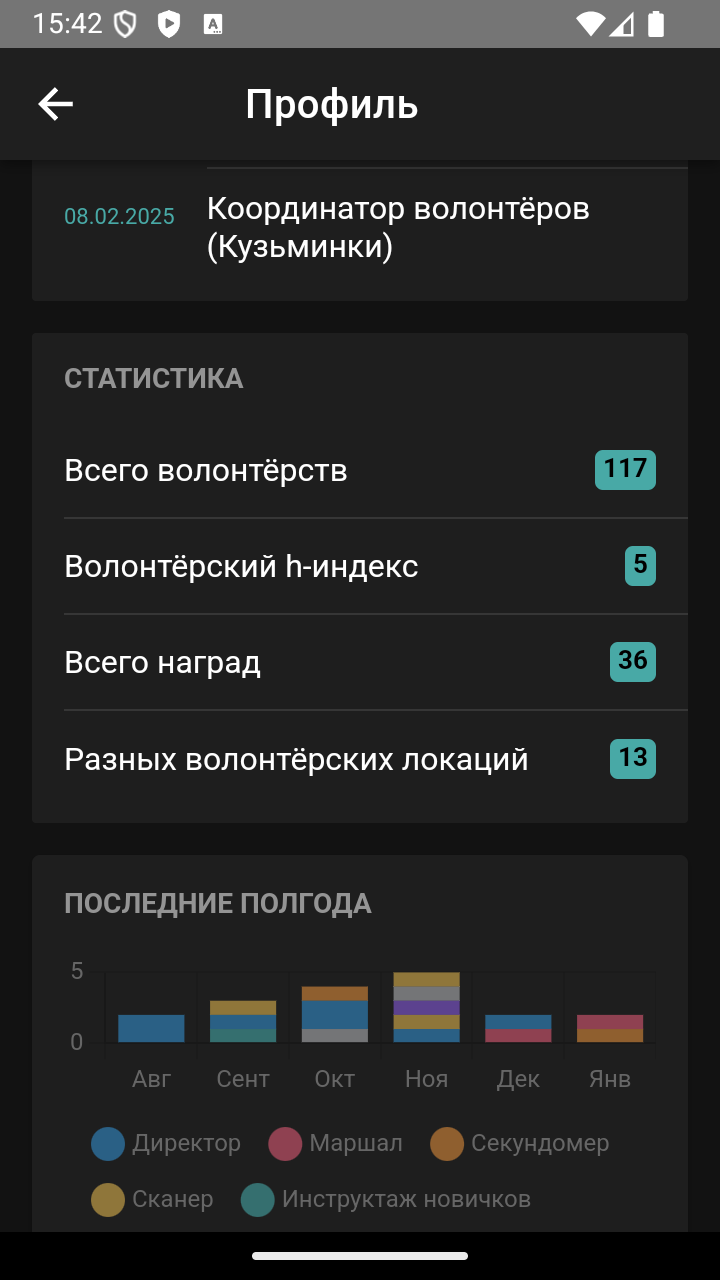 15:42
Профиль
08.02.2025
Координатор волонтёров
(Кузьминки)
СТАТИСТИКА
Всего волонтёрств 117
Волонтёрский h-индекс 5
Всего наград 36
Разных волонтёрских локаций 13
ПОСЛЕДНИЕ ПОЛГОДА
5
0
Авг Сент Окт Ноя Дек Янв
Директор Маршал Секундомер
Сканер Инструктаж новичков